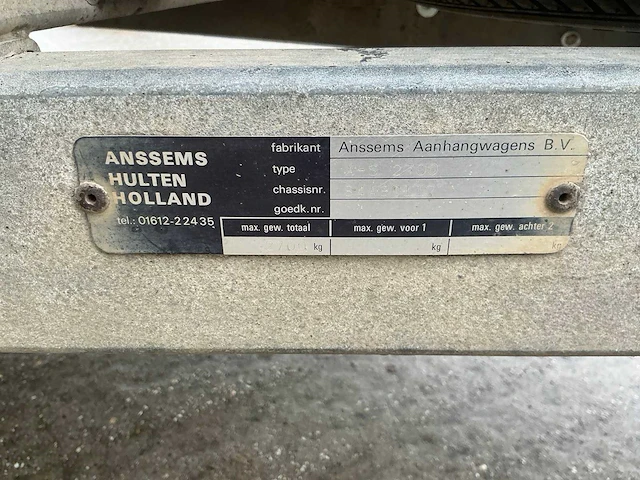 ANSSEMS
HULTEN
HOLLAND
tel.: 01612-22435
fabrikant Anssems Aanhangwagens B.V.
type
chassisnr.
goedk.nr.
max. gew. totaal max. gew. voor 1 max. gew. achter 2
kg kg kg